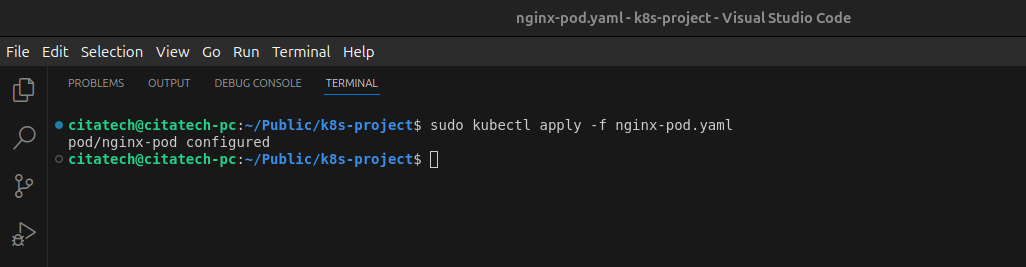 nginx-pod.yaml - k8s-project - Visual Studio Code
File Edit Selection View Go Run Terminal Help
PROBLEMS OUTPUT DEBUG CONSOLE TERMINAL
citatech@citatech-pc:~/Public/k8s-project$ sudo kubectl apply -f nginx-pod.yaml
pod/nginx-pod configured
citatech@citatech-pc:~/Public/k8s-project$